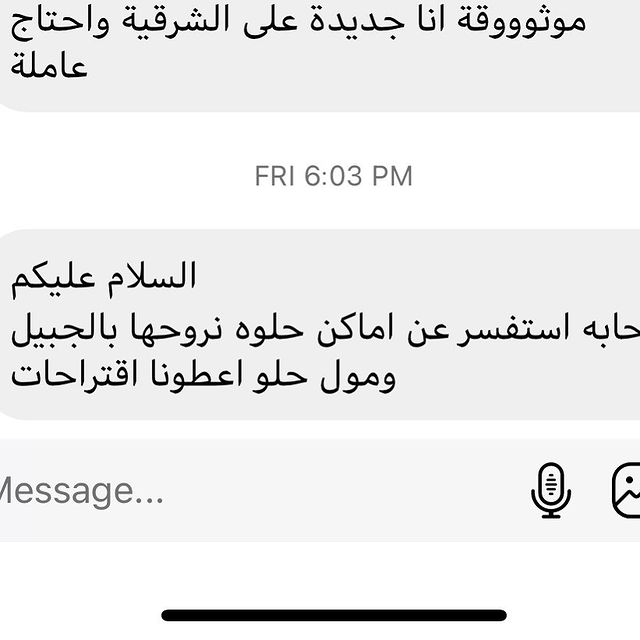 موثوووقة انا جديدة على الشرقية واحتاج
عاملة
FRI 6:03 PM
السلام عليكم
حابه استفسر عن اماكن حلوه نروحها بالجبيل
ومول حلو اعطونا اقتراحات
Message...